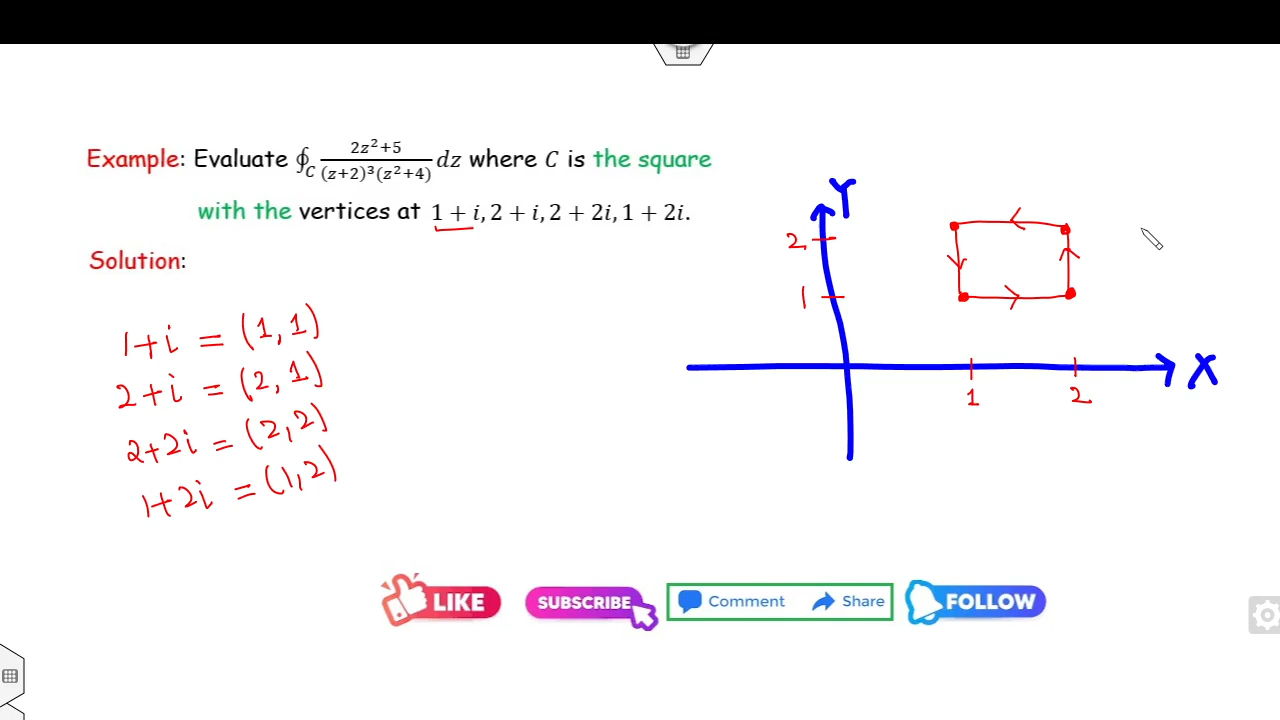 Example: Evaluate ∮_C (2z²+5)/((z+2)³(z²+4)) dz where C is the square
with the vertices at 1 + i, 2 + i, 2 + 2i, 1 + 2i.
Solution:
1+i = (1,1)
2+i = (2,1)
2+2i = (2,2)
1+2i = (1,2)
Y
2
1
1
2
X
LIKE
SUBSCRIBE
Comment
Share
FOLLOW